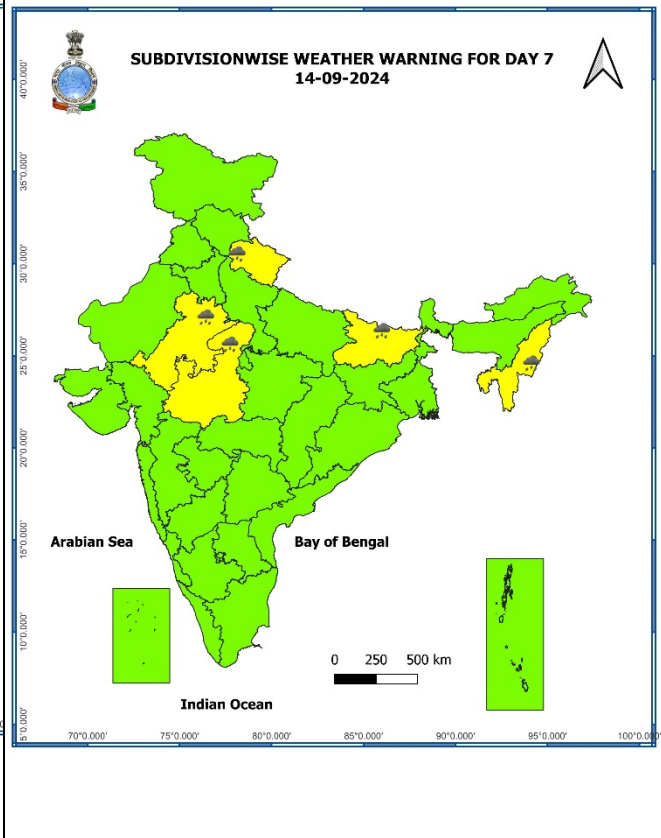 SUBDIVISIONWISE WEATHER WARNING FOR DAY 7
14-09-2024
40°0.000'
35°0.000'
30°0.000'
25°0.000'
20°0.000'
15°0.000'
10°0.000'
5°0.000'
Arabian Sea
Bay of Bengal
0 250 500 km
Indian Ocean
70°0.000' 75°0.000' 80°0.000' 85°0.000' 90°0.000' 95°0.000' 100°0.000'